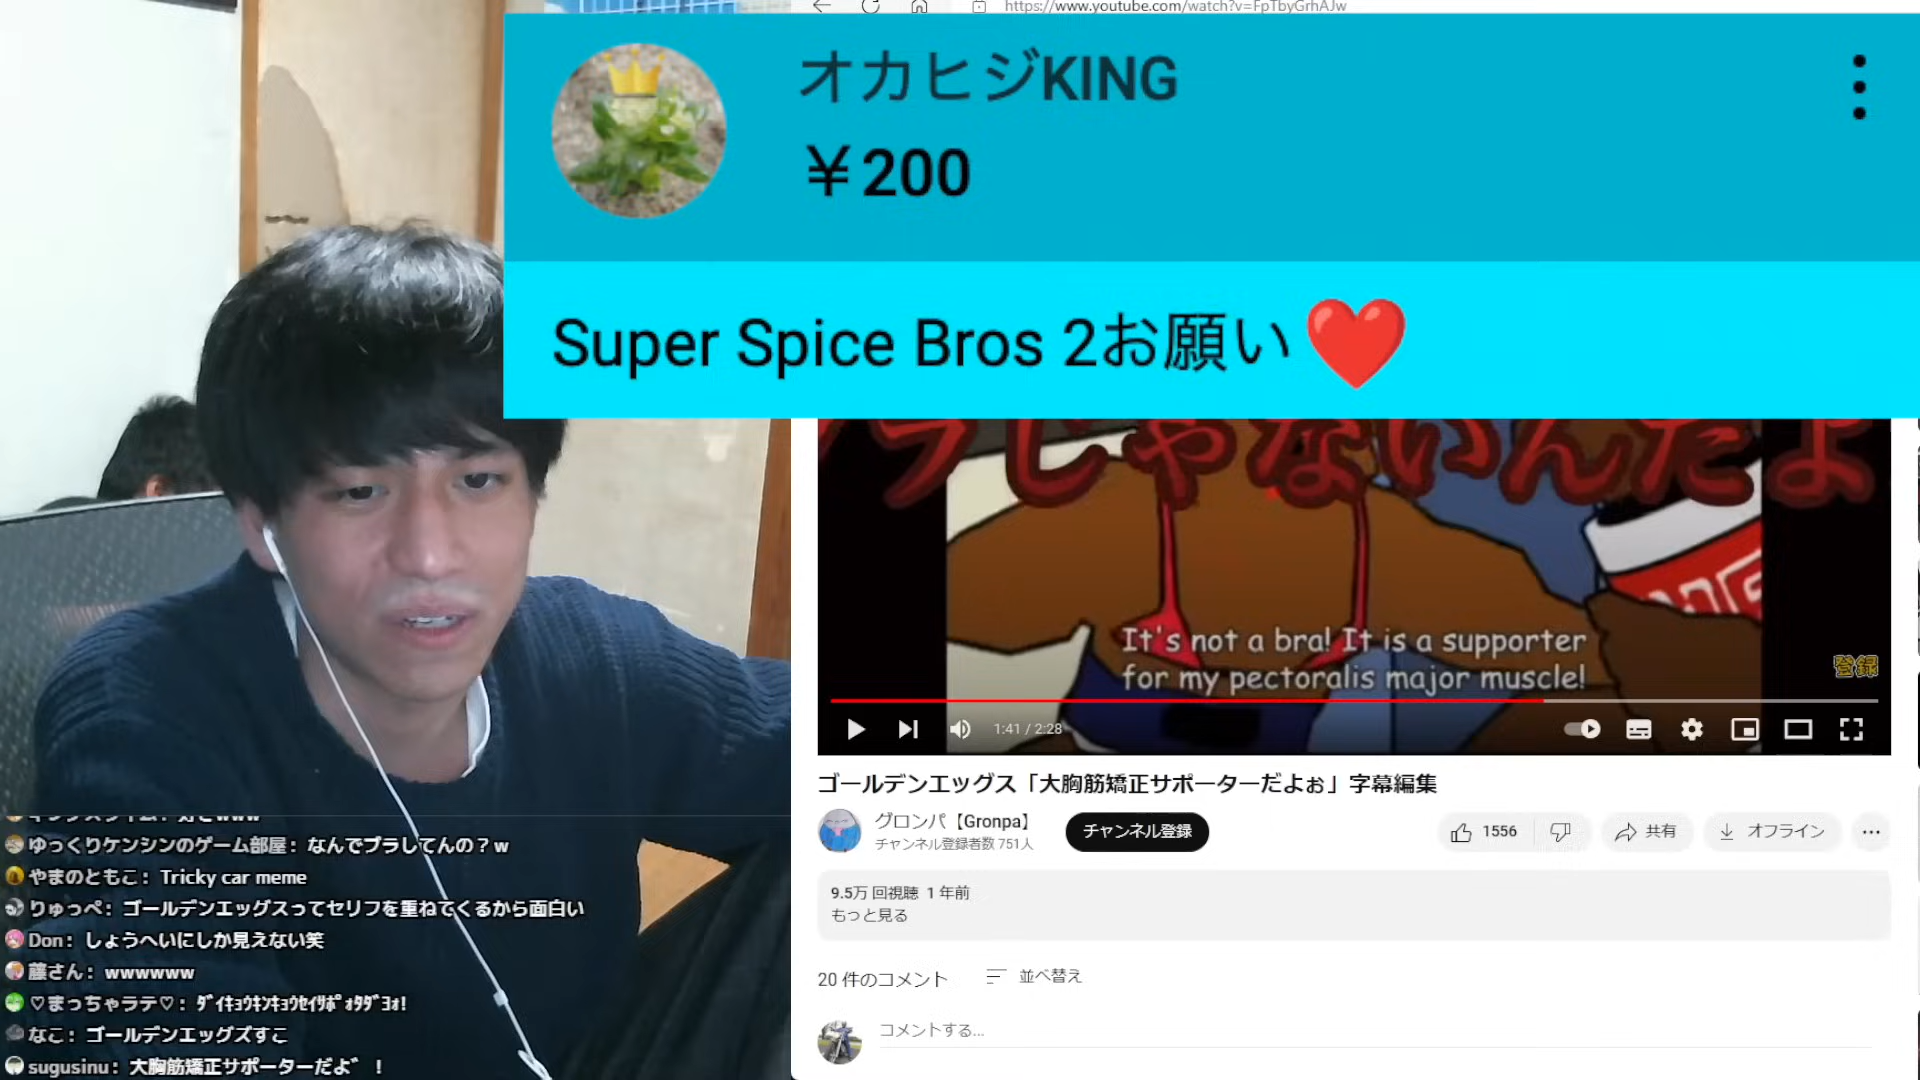 https://www.youtube.com/watch?v=FpTbyGrhAJw
オカヒジKING
￥200
Super Spice Bros 2お願い❤️
ラじゃないんだよ
It's not a bra! It is a supporter
for my pectoralis major muscle!
登録
1:41 / 2:28
ゴールデンエッグス「大胸筋矯正サポーターだよぉ」字幕編集
グロンパ【Gronpa】
チャンネル登録者数 751人
チャンネル登録
1556
共有
オフライン
9.5万 回視聴 1 年前
もっと見る
20 件のコメント
並べ替え
コメントする...
ゆっくりケンシンのゲーム部屋： なんでブラしてんの？w
やまのともこ： Tricky car meme
りゅっぺ： ゴールデンエッグスってセリフを重ねてくるから面白い
Don： しょうへいにしか見えない笑
藤さん： wwwwww
♡まっちゃラテ♡： ﾀﾞｲｷｮｳｷﾝｷｮｳｾｲｻﾎﾟｫﾀﾀﾞﾖｫ!
なこ： ゴールデンエッグズすこ
sugusinu： 大胸筋矯正サポーターだよ゛！